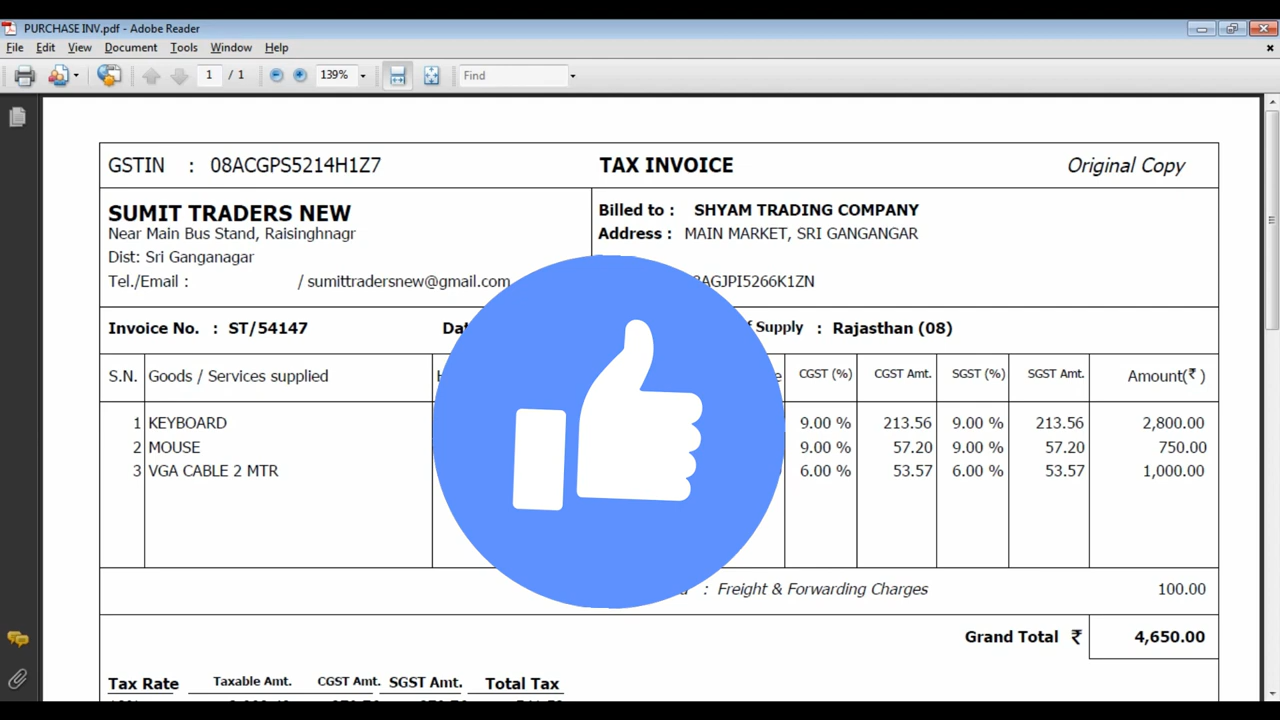 PURCHASE INV.pdf - Adobe Reader
File Edit View Document Tools Window Help
1 / 1 139% Find
GSTIN : 08ACGPS5214H1Z7 TAX INVOICE Original Copy
SUMIT TRADERS NEW
Near Main Bus Stand, Raisinghnagr
Dist: Sri Ganganagar
Tel./Email : / sumittradersnew@gmail.com
Billed to : SHYAM TRADING COMPANY
Address : MAIN MARKET, SRI GANGANGAR
AGJPI5266K1ZN
Invoice No. : ST/54147 Supply : Rajasthan (08)
S.N. Goods / Services supplied CGST (%) CGST Amt. SGST (%) SGST Amt. Amount(₹ )
1 KEYBOARD 9.00 % 213.56 9.00 % 213.56 2,800.00
2 MOUSE 9.00 % 57.20 9.00 % 57.20 750.00
3 VGA CABLE 2 MTR 6.00 % 53.57 6.00 % 53.57 1,000.00
: Freight & Forwarding Charges 100.00
Grand Total ₹ 4,650.00
Tax Rate Taxable Amt. CGST Amt. SGST Amt. Total Tax